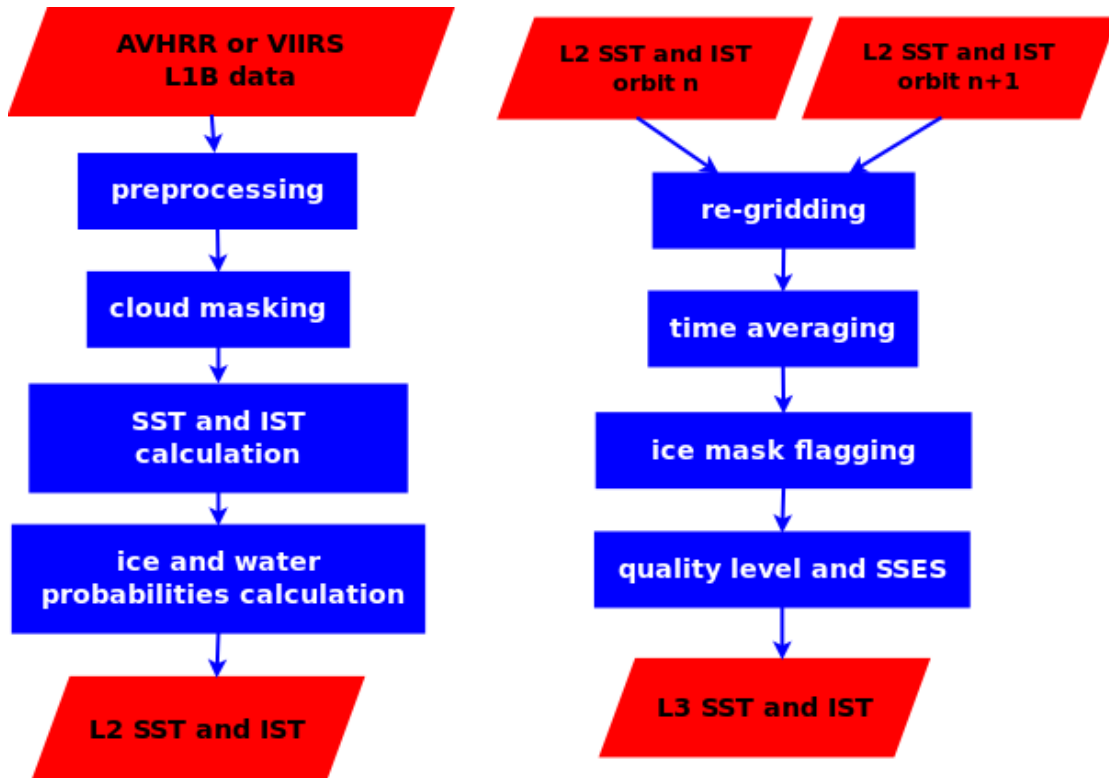 AVHRR or VIIRS
L1B data
preprocessing
cloud masking
SST and IST
calculation
ice and water
probabilities calculation
L2 SST and IST
L2 SST and IST
orbit n
L2 SST and IST
orbit n+1
re-gridding
time averaging
ice mask flagging
quality level and SSES
L3 SST and IST